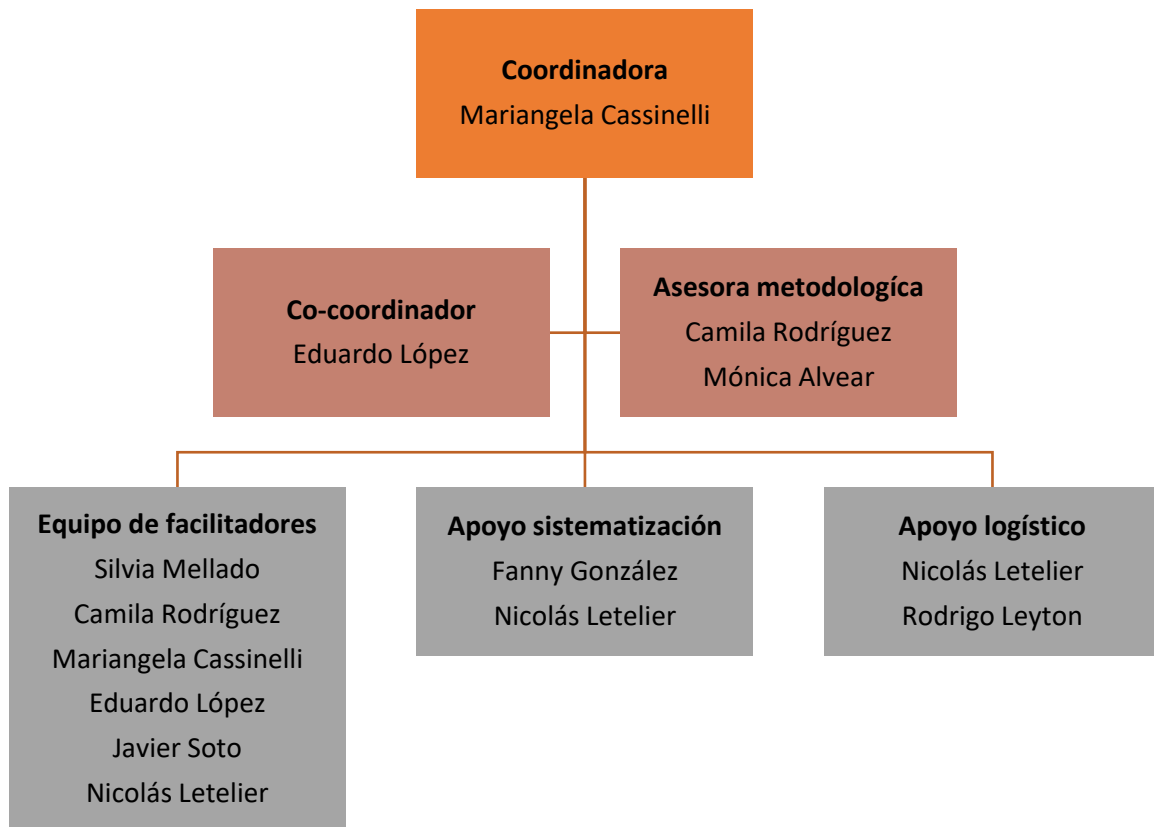 Coordinadora
Mariangela Cassinelli
Co-coordinador
Eduardo López
Asesora metodologíca
Camila Rodríguez
Mónica Alvear
Equipo de facilitadores
Silvia Mellado
Camila Rodríguez
Mariangela Cassinelli
Eduardo López
Javier Soto
Nicolás Letelier
Apoyo sistematización
Fanny González
Nicolás Letelier
Apoyo logístico
Nicolás Letelier
Rodrigo Leyton